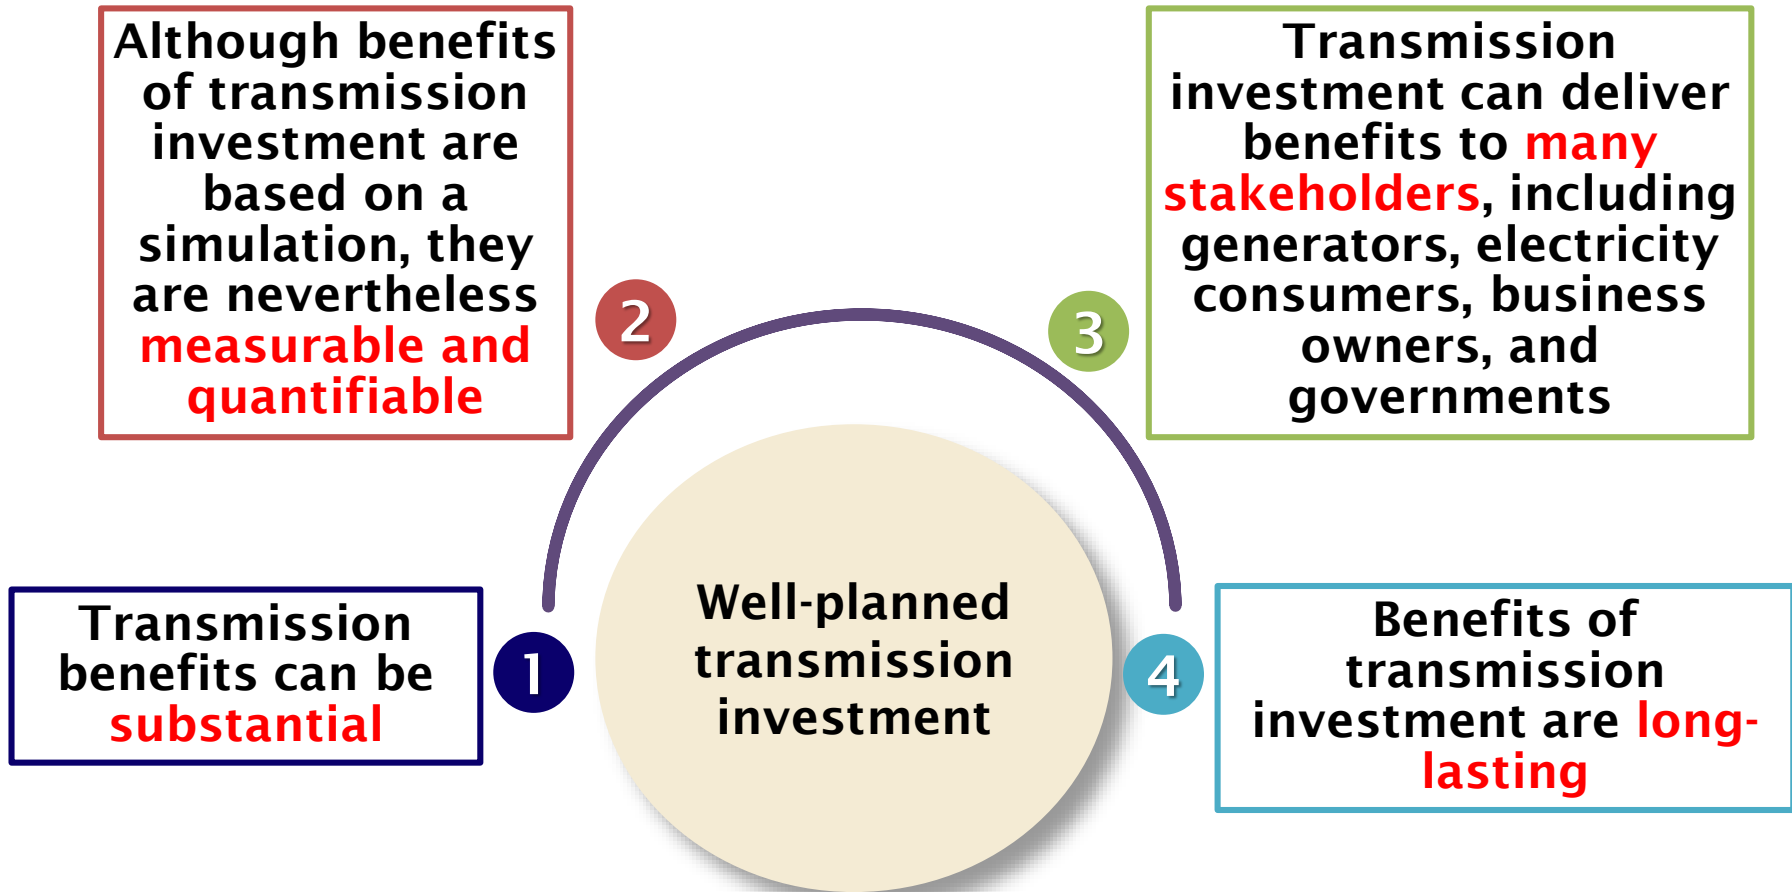 1
Transmission
benefits can be
substantial
2
Although benefits
of transmission
investment are
based on a
simulation, they
are nevertheless
measurable and
quantifiable
3
Transmission
investment can deliver
benefits to many
stakeholders, including
generators, electricity
consumers, business
owners, and
governments
4
Benefits of
transmission
investment are long-
lasting
Well-planned
transmission
investment